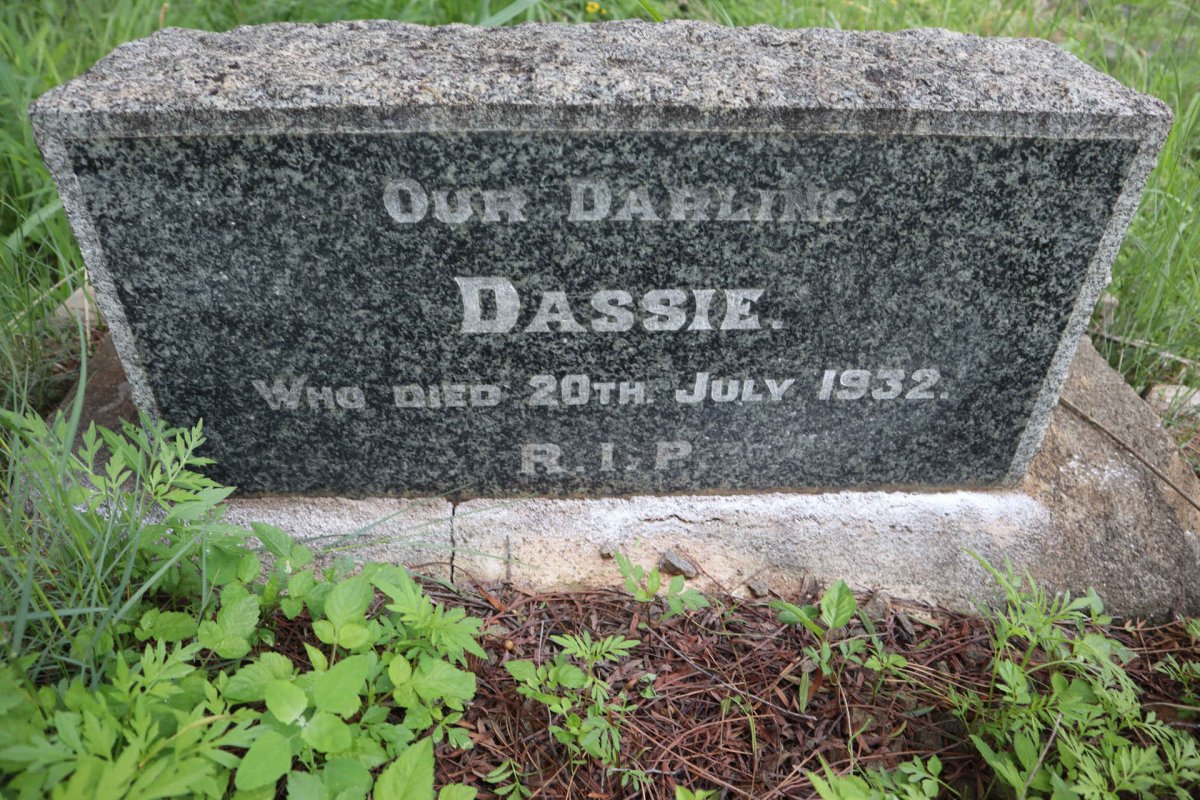 OUR DARLING
DASSIE.
WHO DIED 20TH. JULY 1932.
R.I.P.